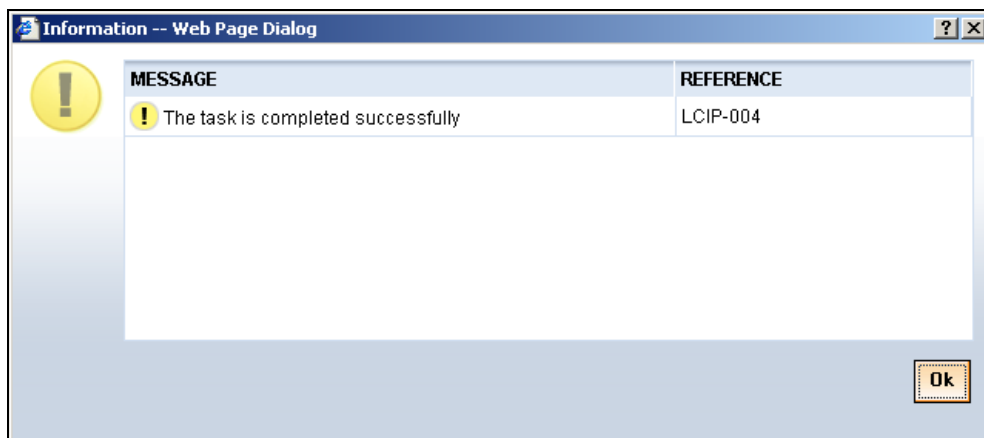 Information -- Web Page Dialog
MESSAGE REFERENCE
The task is completed successfully LCIP-004
Ok